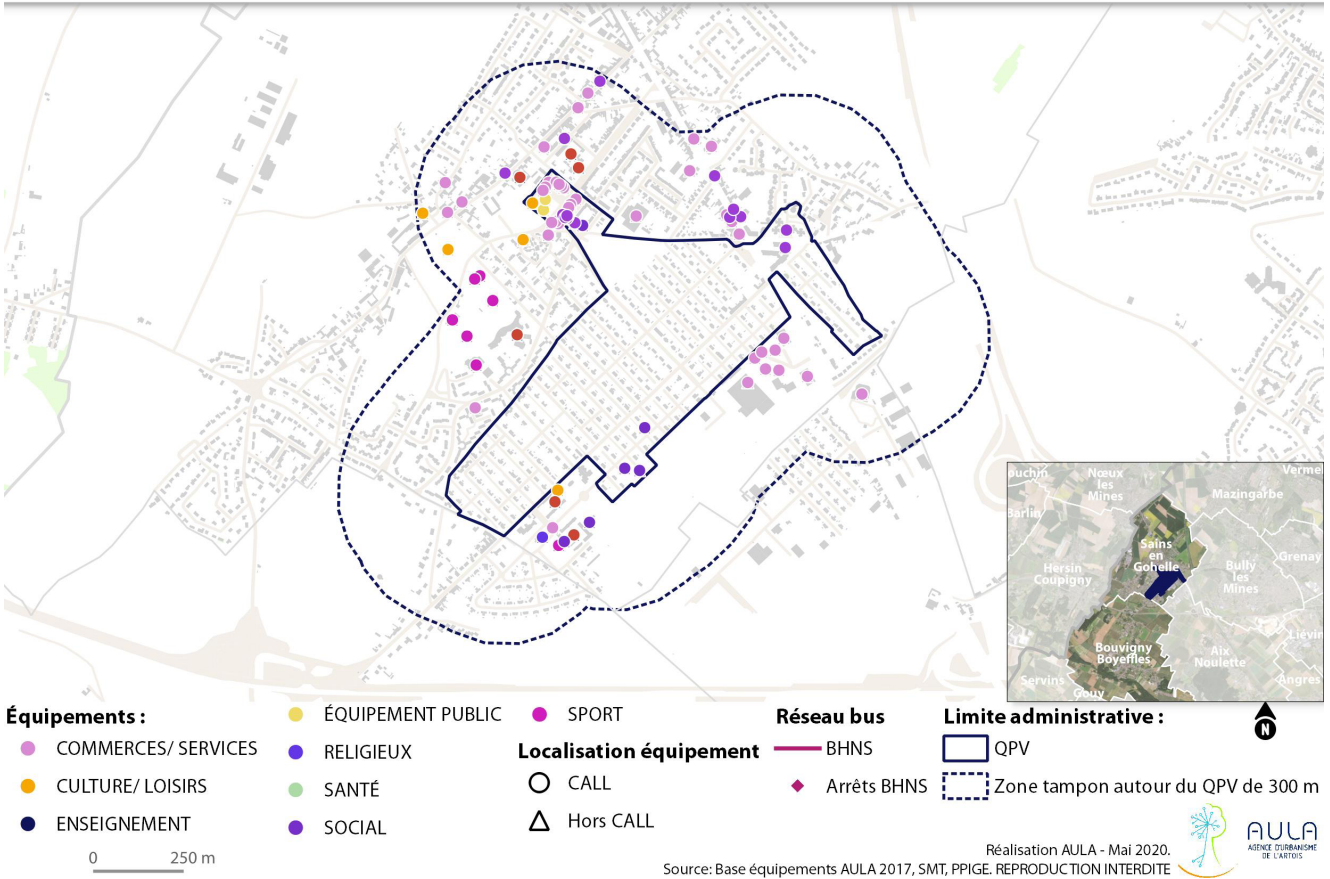 ouchin
Nœux
les
Mines
Vermel
Mazingarbe
Barlin
Sains
en
Gohelle
Grenay
Hersin
Coupigny
Bully
les
Mines
Liévin
Bouvigny
Boyeffles
Aix
Noulette
Servins
Angres
Gouy
Équipements :
COMMERCES/ SERVICES
CULTURE/ LOISIRS
ENSEIGNEMENT
ÉQUIPEMENT PUBLIC
RELIGIEUX
SANTÉ
SOCIAL
SPORT
Localisation équipement
CALL
Hors CALL
Réseau bus
BHNS
Arrêts BHNS
Limite administrative :
QPV
Zone tampon autour du QPV de 300 m
N
0 250 m
Réalisation AULA - Mai 2020.
Source: Base équipements AULA 2017, SMT, PPIGE. REPRODUCTION INTERDITE
AULA
AGENCE D'URBANISME
DE L'ARTOIS